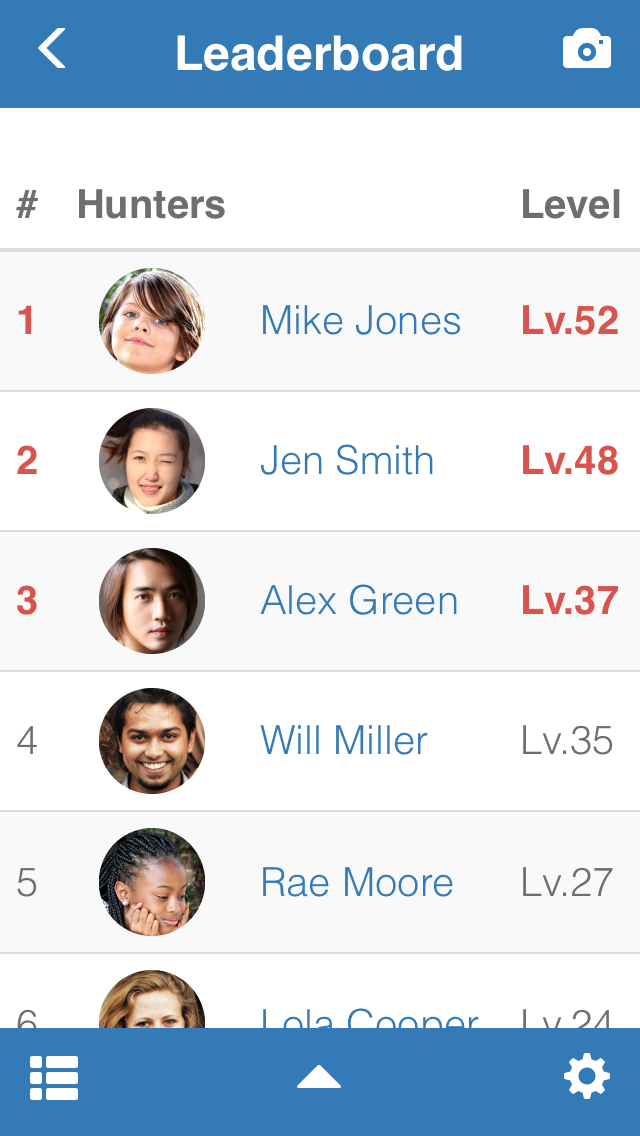 Leaderboard
# Hunters Level
1 Mike Jones Lv.52
2 Jen Smith Lv.48
3 Alex Green Lv.37
4 Will Miller Lv.35
5 Rae Moore Lv.27
6 Lola Cooper Lv.24